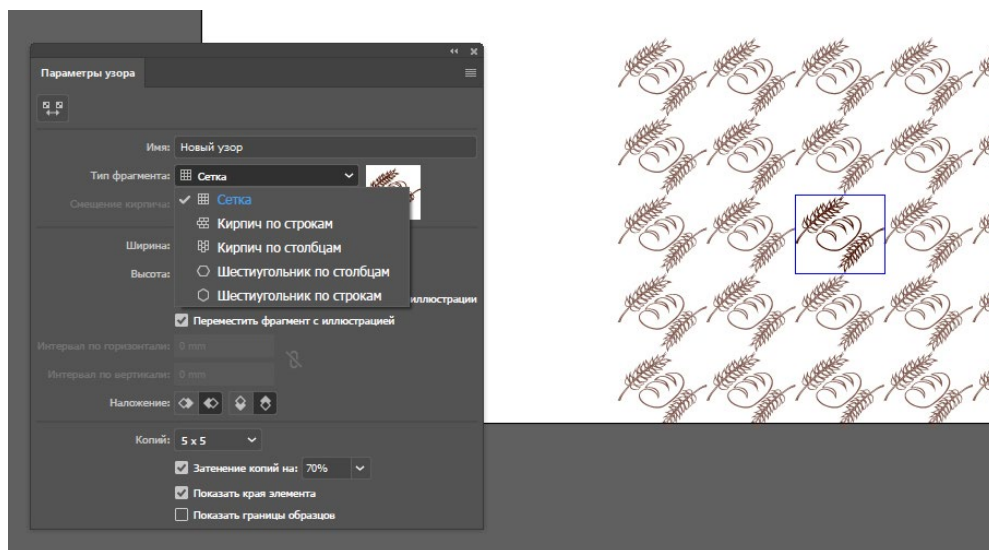 Параметры узора
Имя: Новый узор
Тип фрагмента: Сетка
Смещение кирпича: Сетка
Кирпич по строкам
Ширина: Кирпич по столбцам
Высота: Шестиугольник по столбцам
Шестиугольник по строкам
иллюстрации
Переместить фрагмент с иллюстрацией
Интервал по горизонтали: 0 mm
Интервал по вертикали: 0 mm
Наложение:
Копий: 5 x 5
Затенение копий на: 70%
Показать края элемента
Показать границы образцов